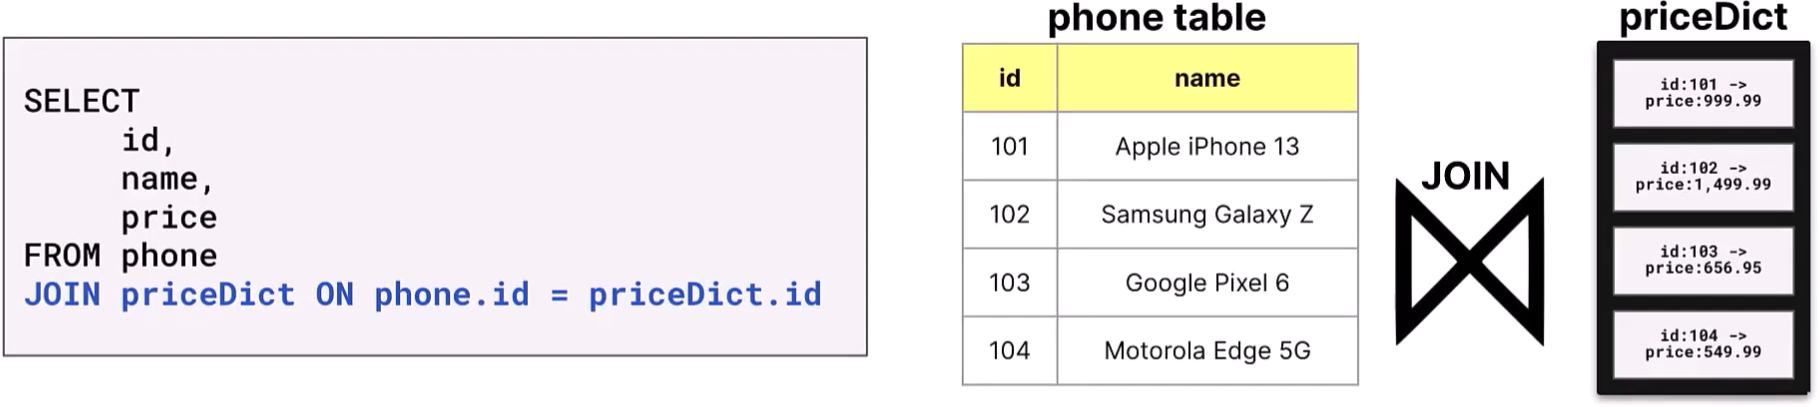 SELECT
id,
name,
price
FROM phone
JOIN priceDict ON phone.id = priceDict.id
phone table
id name
101 Apple iPhone 13
102 Samsung Galaxy Z
103 Google Pixel 6
104 Motorola Edge 5G
JOIN
priceDict
id:101 ->
price:999.99
id:102 ->
price:1,499.99
id:103 ->
price:656.95
id:104 ->
price:549.99